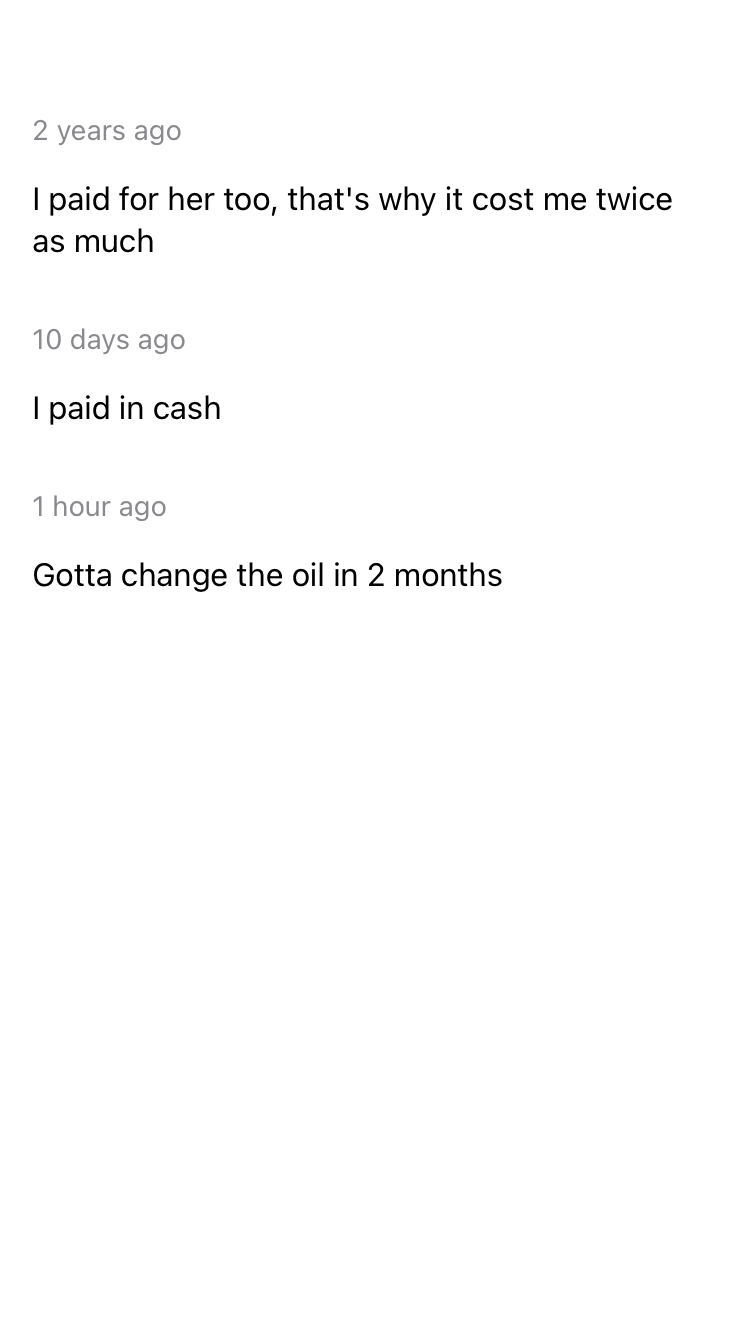 2 years ago
I paid for her too, that's why it cost me twice
as much
10 days ago
I paid in cash
1 hour ago
Gotta change the oil in 2 months